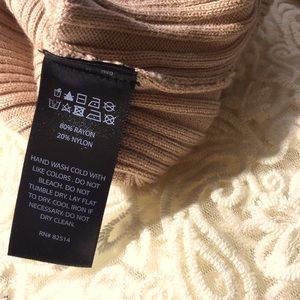 80% RAYON
20% NYLON
HAND WASH COLD WITH
LIKE COLORS. DO NOT
BLEACH. DO NOT
TUMBLE DRY. LAY FLAT
TO DRY. COOL IRON IF
NECESSARY. DO NOT
DRY CLEAN.
RN# 82514